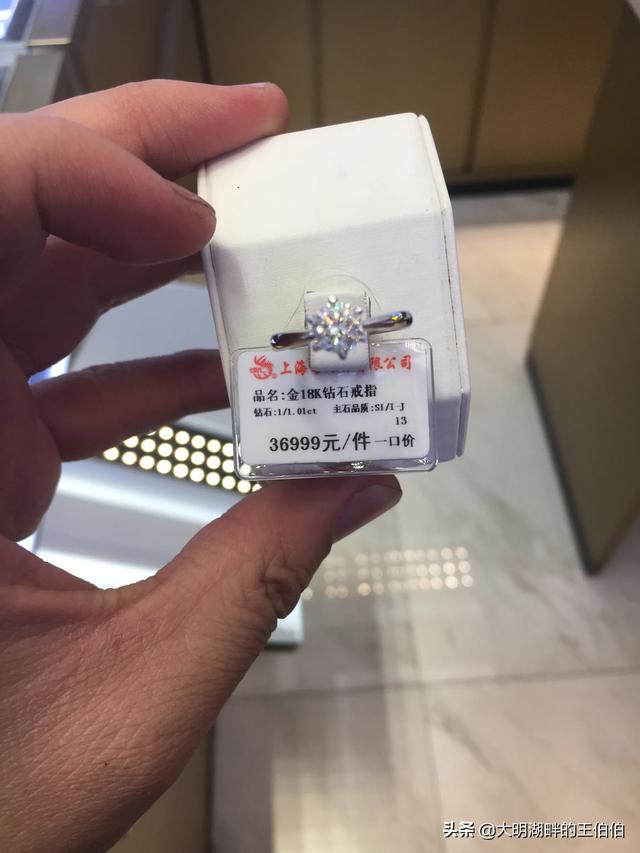 上海 有限公司
品名:金18K钻石戒指
钻石:1/1.01ct 主石品质:SI/I-J
13
36999元/件 一口价
头条 @大明湖畔的王伯伯